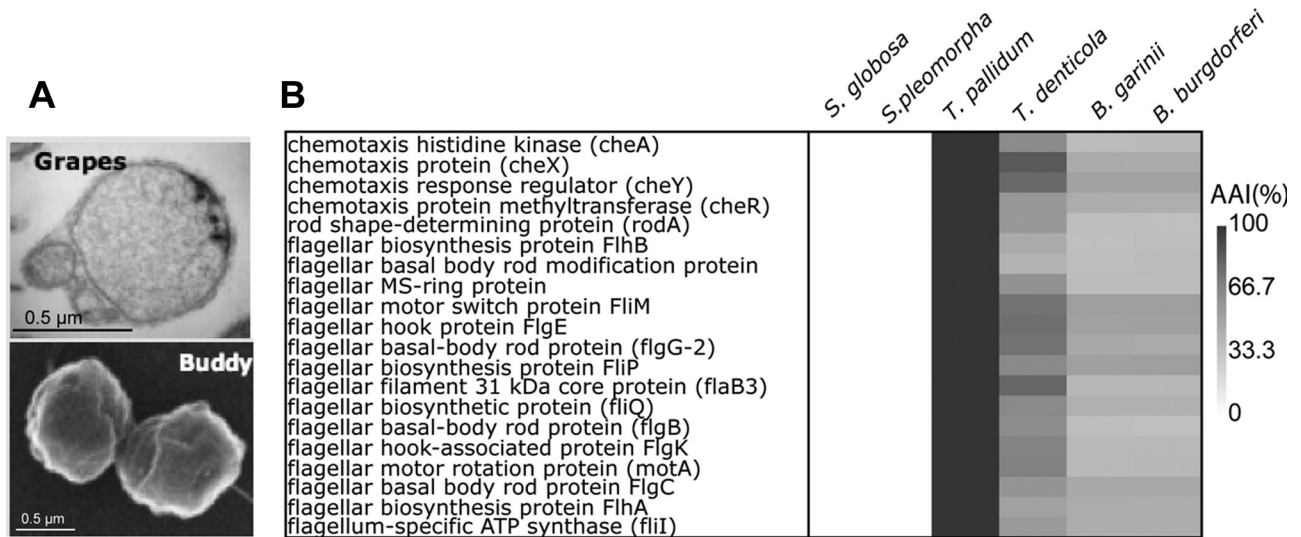 A
Grapes
0.5 µm
Buddy
0.5 µm
B
S. globosa
S.pleomorpha
T. pallidum
T. denticola
B. garinii
B. burgdorferi
chemotaxis histidine kinase (cheA)
chemotaxis protein (cheX)
chemotaxis response regulator (cheY)
chemotaxis protein methyltransferase (cheR)
rod shape-determining protein (rodA)
flagellar biosynthesis protein FlhB
flagellar basal body rod modification protein
flagellar MS-ring protein
flagellar motor switch protein FliM
flagellar hook protein FlgE
flagellar basal-body rod protein (flgG-2)
flagellar biosynthesis protein FliP
flagellar filament 31 kDa core protein (flaB3)
flagellar biosynthetic protein (fliQ)
flagellar basal-body rod protein (flgB)
flagellar hook-associated protein FlgK
flagellar motor rotation protein (motA)
flagellar basal body rod protein FlgC
flagellar biosynthesis protein FlhA
flagellum-specific ATP synthase (fliI)
AAI(%)
100
66.7
33.3
0